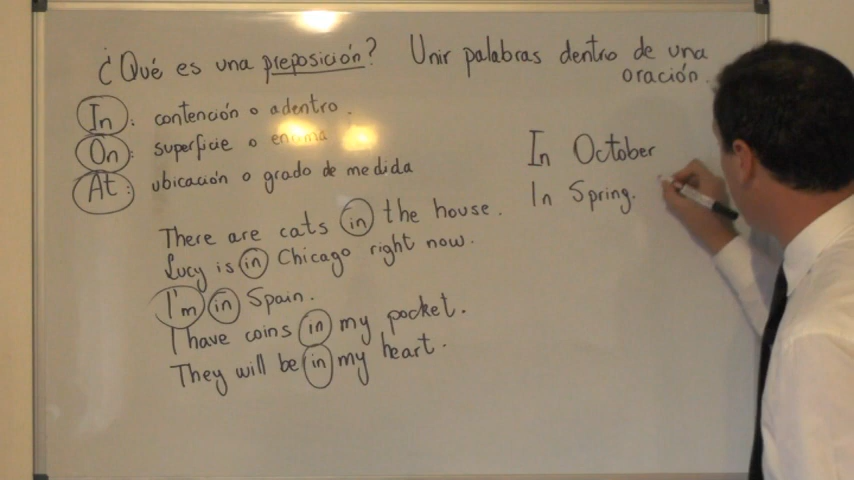 ¿Qué es una preposición? Unir palabras dentro de una
oración.
In: contención o adentro.
On: superficie o encima
At: ubicación o grado de medida
There are cats in the house.
Lucy is in Chicago right now.
I'm in Spain.
I have coins in my pocket.
They will be in my heart.
In October
In Spring.